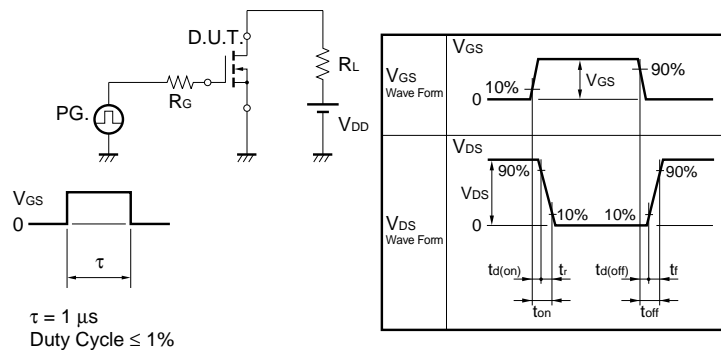 D.U.T.
RL
RG
PG.
VDD
VGS
0
τ
τ = 1 μs
Duty Cycle ≤ 1%
VGS
Wave Form
VGS
10%
0
VGS
90%
VDS
Wave Form
VDS
90%
VDS
0
10%
10%
90%
td(on)
tr
td(off)
tf
ton
toff